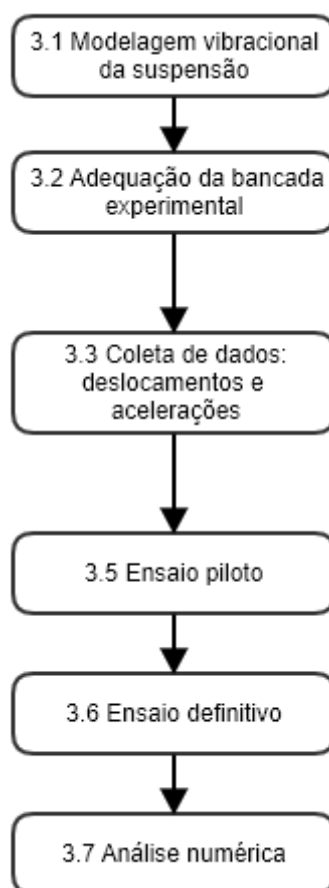 3.1 Modelagem vibracional
da suspensão
3.2 Adequação da bancada
experimental
3.3 Coleta de dados:
deslocamentos e
acelerações
3.5 Ensaio piloto
3.6 Ensaio definitivo
3.7 Análise numérica